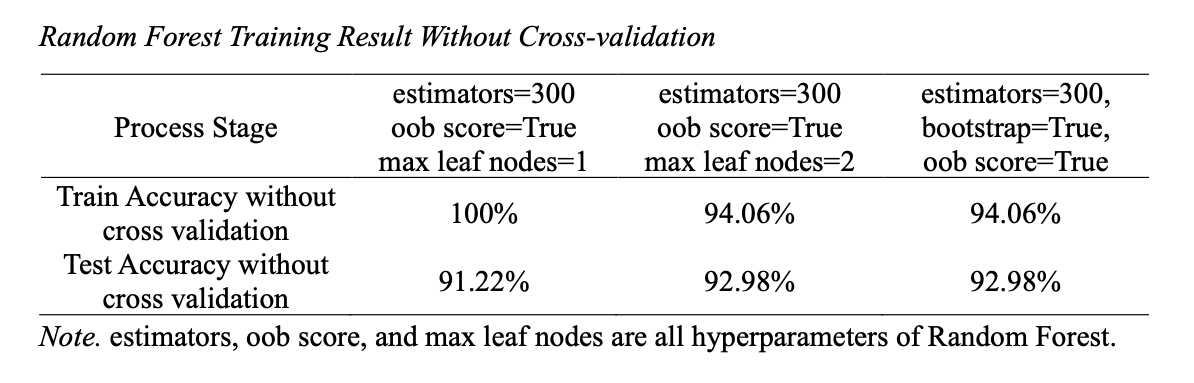 Random Forest Training Result Without Cross-validation
Process Stage
estimators=300
oob score=True
max leaf nodes=1
estimators=300
oob score=True
max leaf nodes=2
estimators=300,
bootstrap=True,
oob score=True
Train Accuracy without
cross validation
100%
94.06%
94.06%
Test Accuracy without
cross validation
91.22%
92.98%
92.98%
Note. estimators, oob score, and max leaf nodes are all hyperparameters of Random Forest.